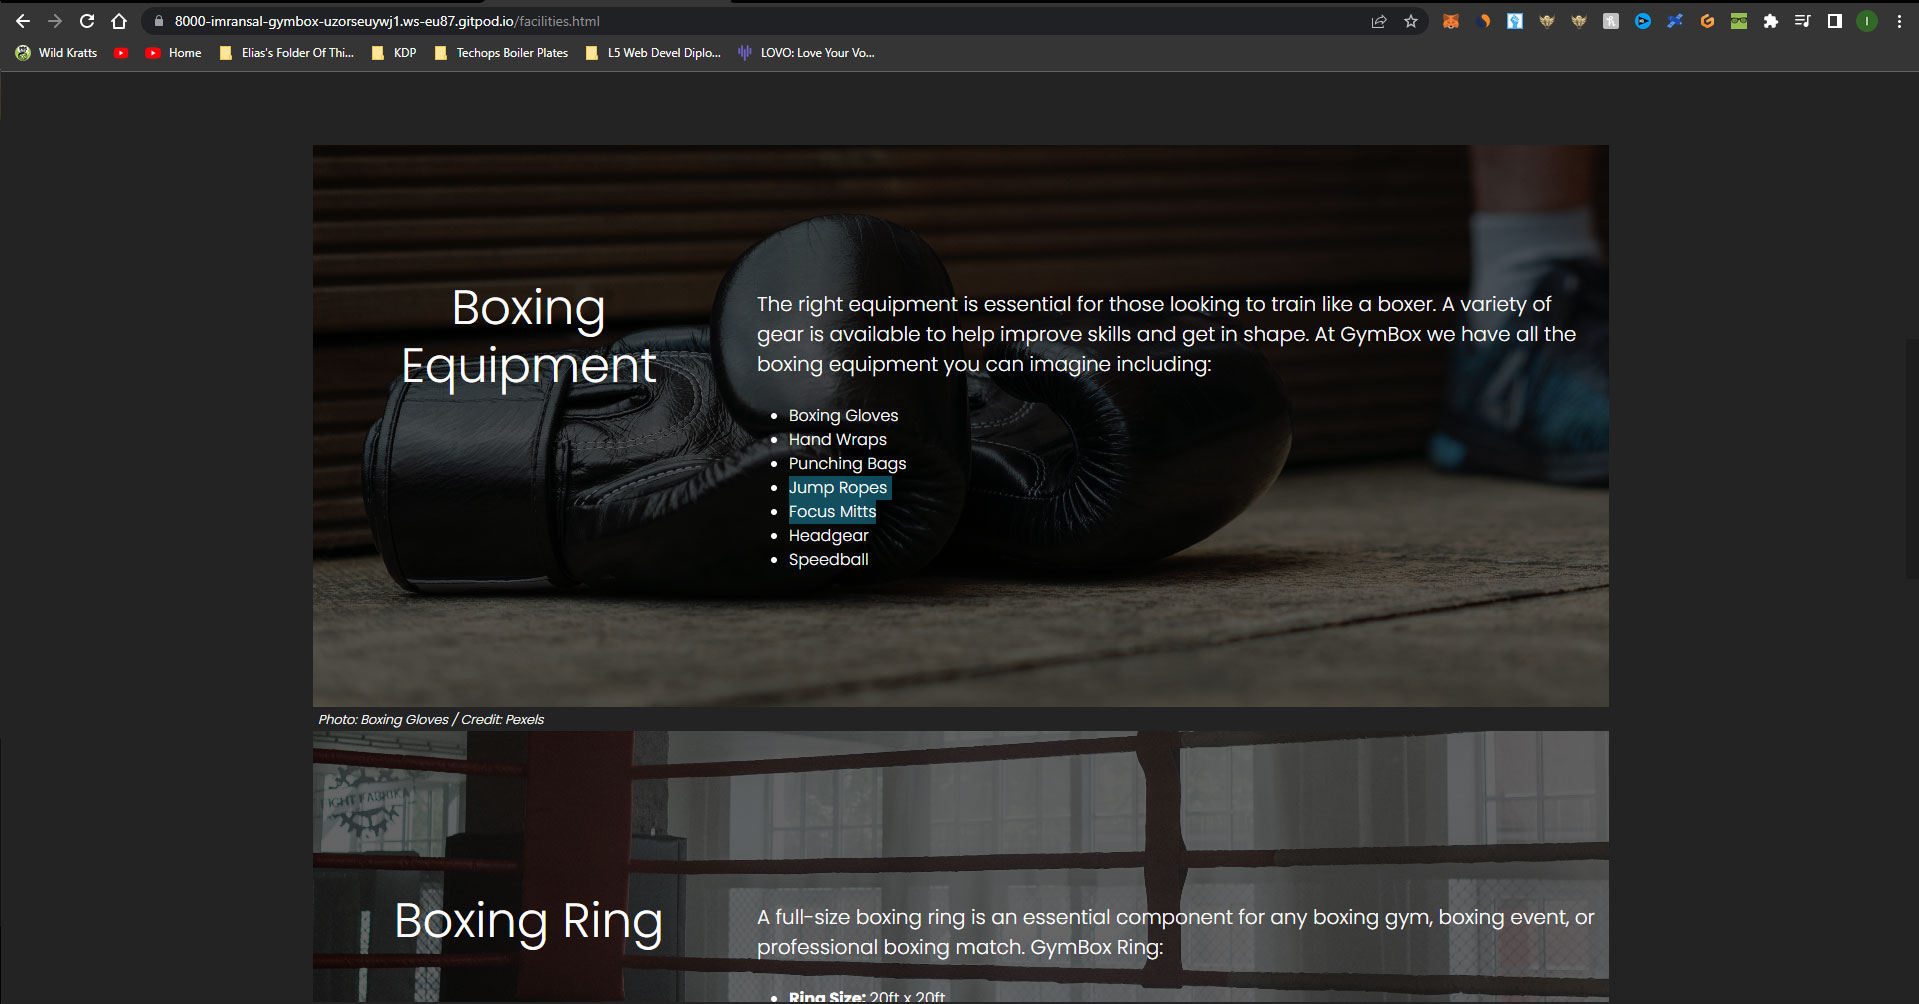 8000-imransal-gymbox-uzorseuywj1.ws-eu87.gitpod.io/facilities.html
Wild Kratts
Home
Elias's Folder Of Thi...
KDP
Techops Boiler Plates
L5 Web Devel Diplo...
LOVO: Love Your Vo...
I
Boxing
Equipment
The right equipment is essential for those looking to train like a boxer. A variety of
gear is available to help improve skills and get in shape. At GymBox we have all the
boxing equipment you can imagine including:
Boxing Gloves
Hand Wraps
Punching Bags
Jump Ropes
Focus Mitts
Headgear
Speedball
Photo: Boxing Gloves / Credit: Pexels
FIGHT FABRIKA
Boxing Ring
A full-size boxing ring is an essential component for any boxing gym, boxing event, or
professional boxing match. GymBox Ring:
Ring Size: 20ft x 20ft